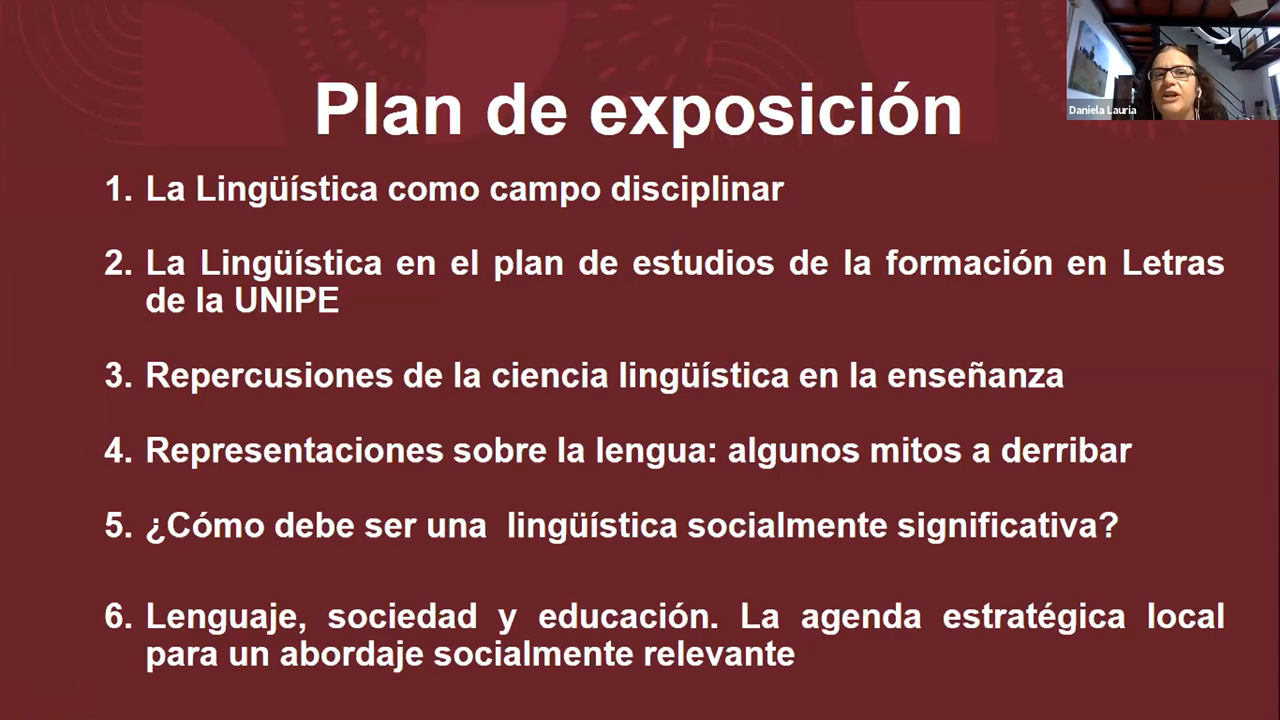 Plan de exposición
Daniela Lauria
1. La Lingüística como campo disciplinar
2. La Lingüística en el plan de estudios de la formación en Letras
de la UNIPE
3. Repercusiones de la ciencia lingüística en la enseñanza
4. Representaciones sobre la lengua: algunos mitos a derribar
5. ¿Cómo debe ser una  lingüística socialmente significativa?
6. Lenguaje, sociedad y educación. La agenda estratégica local
para un abordaje socialmente relevante